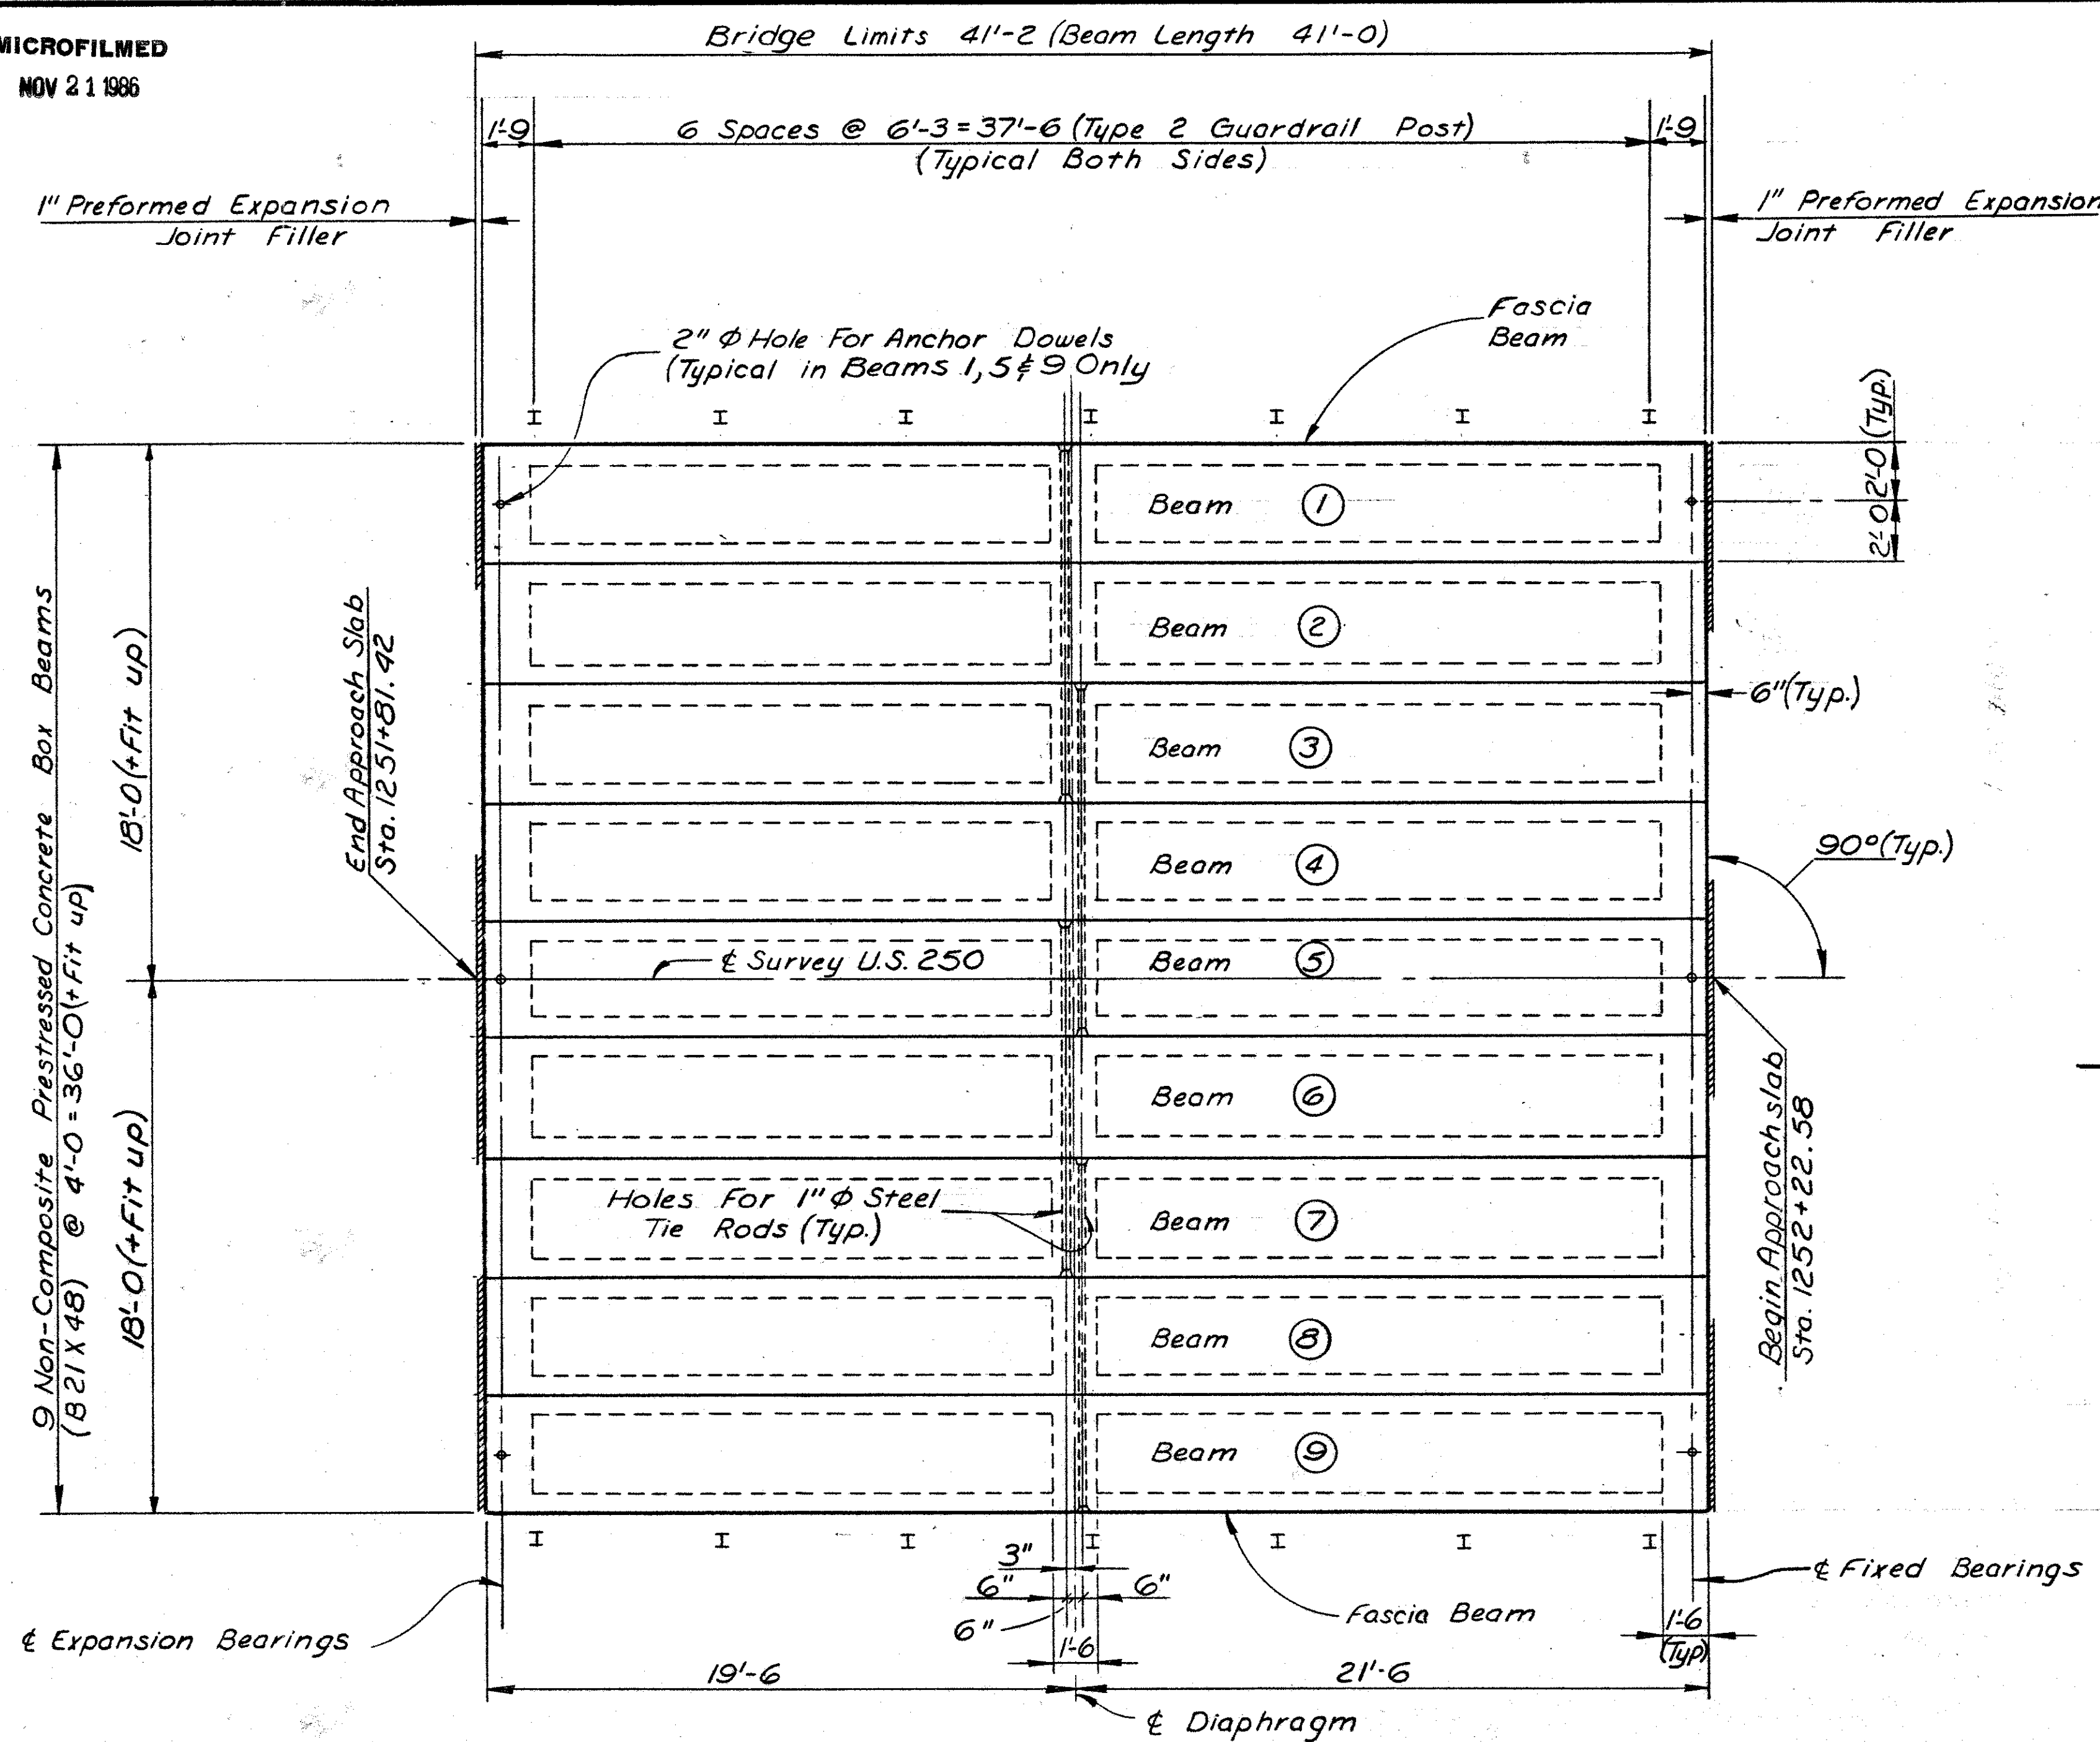 MICROFILMED
NOV 21 1986
Bridge Limits 41'-2 (Beam Length 41'-0)
1'-9
6 Spaces @ 6'-3 = 37'-6 (Type 2 Guardrail Post)
(Typical Both Sides)
1'-9
1" Preformed Expansion
Joint Filler
1" Preformed Expansion
Joint Filler
2" Φ Hole For Anchor Dowels
(Typical in Beams 1, 5 & 9 Only
Fascia
Beam
2'-0 (Typ.)
2'-0
Beam 1
Beam 2
6" (Typ.)
Beam 3
90° (Typ.)
Beam 4
℄ Survey U.S. 250
Beam 5
Beam 6
Holes For 1" Φ Steel
Tie Rods (Typ.)
Beam 7
Beam 8
Beam 9
9 Non-Composite Prestressed Concrete Box Beams
(B21 X 48) @ 4'-0 = 36'-0 (+Fit up)
18'-0 (+Fit up)
18'-0 (+Fit up)
End Approach Slab
Sta. 1251+81.42
Begin Approach slab
Sta. 1252+22.58
3"
6"
6"
6"
1'-6
1'-6
(Typ)
℄ Expansion Bearings
℄ Fixed Bearings
Fascia Beam
19'-6
21'-6
℄ Diaphragm